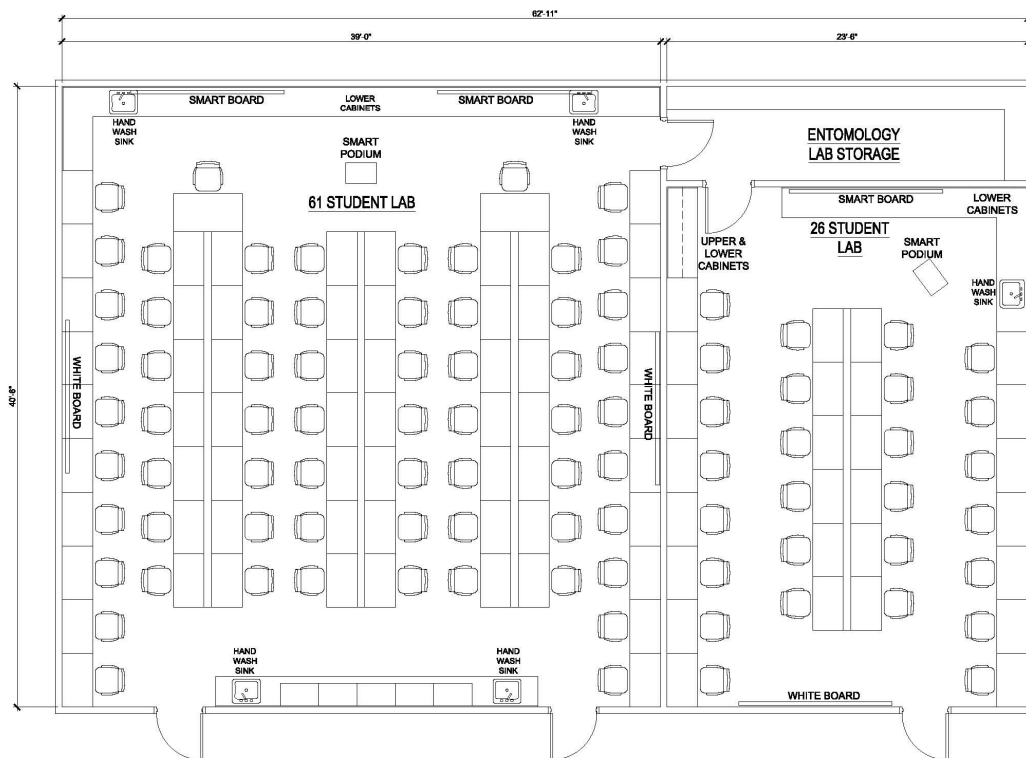 62'-11"
39'-0"
23'-6"
SMART BOARD
LOWER
CABINETS
SMART BOARD
HAND
WASH
SINK
HAND
WASH
SINK
SMART
PODIUM
61 STUDENT LAB
ENTOMOLOGY
LAB STORAGE
SMART BOARD
LOWER
CABINETS
26 STUDENT
LAB
UPPER &
LOWER
CABINETS
SMART
PODIUM
HAND
WASH
SINK
WHITE BOARD
WHITE BOARD
40'-6"
HAND
WASH
SINK
HAND
WASH
SINK
WHITE BOARD